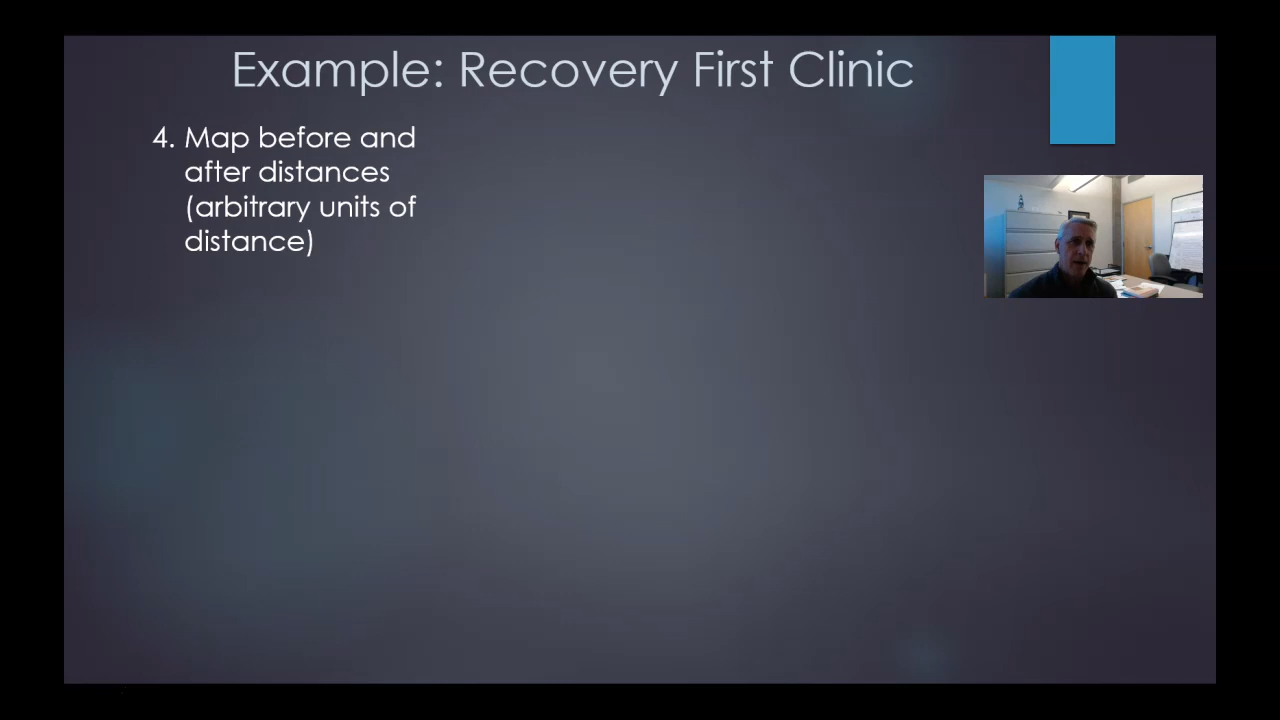 Example: Recovery First Clinic
4. Map before and
after distances
(arbitrary units of
distance)